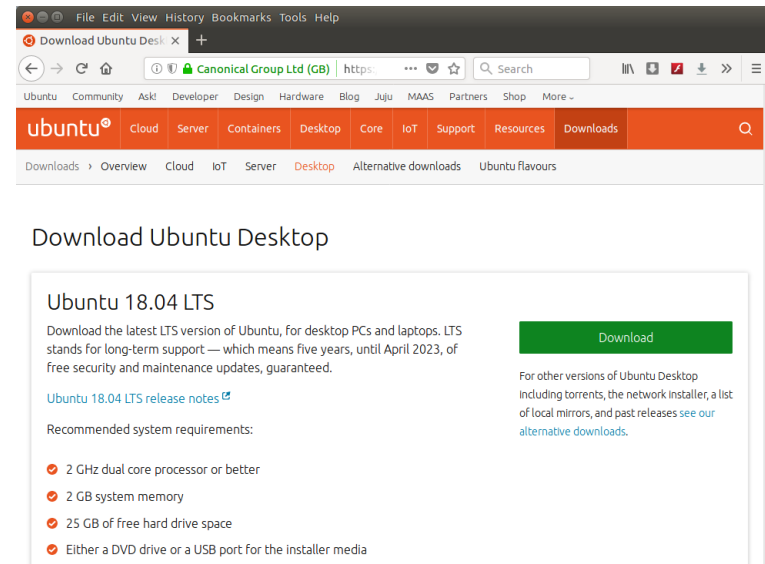 File Edit View History Bookmarks Tools Help
Download Ubuntu Desk
Canonical Group Ltd (GB) https: Search
Ubuntu Community Ask! Developer Design Hardware Blog Juju MAAS Partners Shop More
ubuntu Cloud Server Containers Desktop Core IoT Support Resources Downloads
Downloads › Overview Cloud IoT Server Desktop Alternative downloads Ubuntu flavours
Download Ubuntu Desktop
Ubuntu 18.04 LTS
Download the latest LTS version of Ubuntu, for desktop PCs and laptops. LTS
stands for long-term support — which means five years, until April 2023, of
free security and maintenance updates, guaranteed.
Ubuntu 18.04 LTS release notes
Recommended system requirements:
2 GHz dual core processor or better
2 GB system memory
25 GB of free hard drive space
Either a DVD drive or a USB port for the installer media
Download
For other versions of Ubuntu Desktop
including torrents, the network installer, a list
of local mirrors, and past releases see our
alternative downloads.